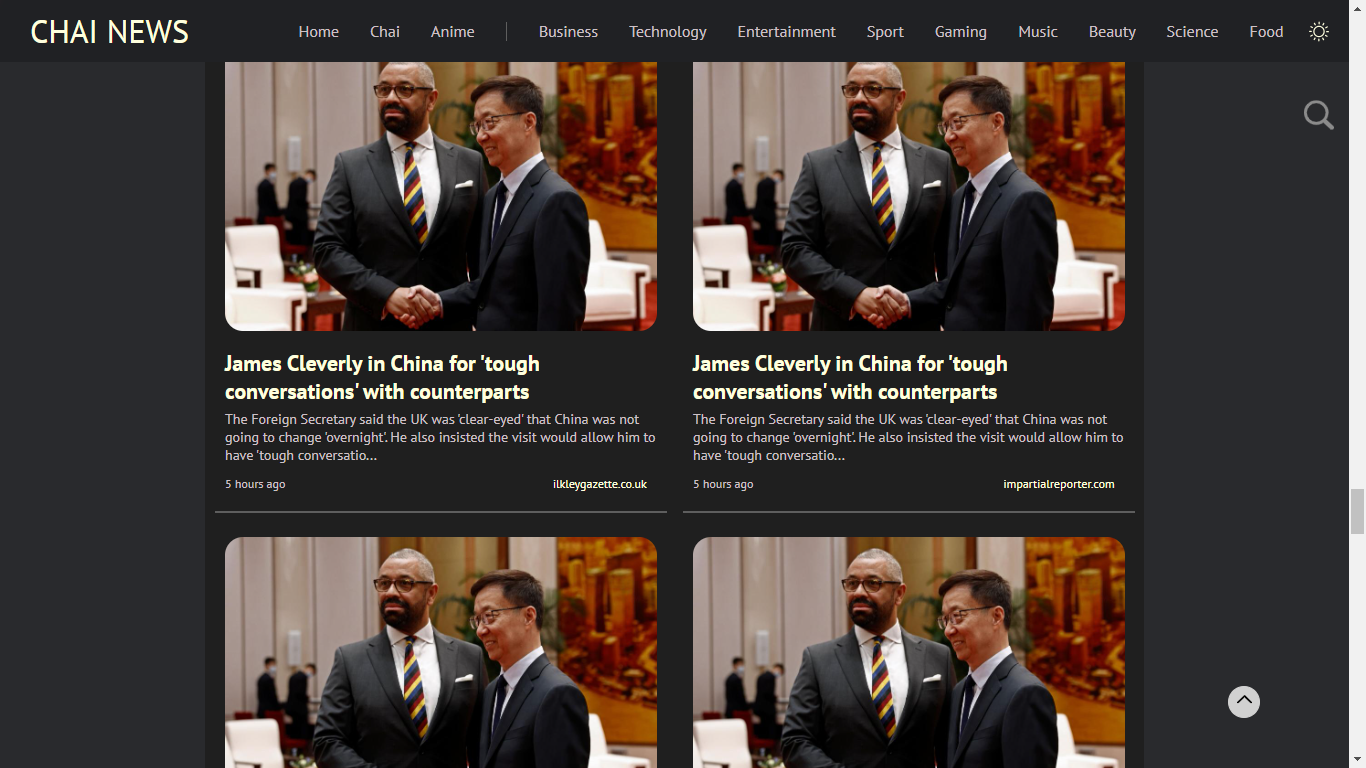 CHAI NEWS
Home Chai Anime Business Technology Entertainment Sport Gaming Music Beauty Science Food
James Cleverly in China for 'tough
conversations' with counterparts
The Foreign Secretary said the UK was 'clear-eyed' that China was not
going to change 'overnight'. He also insisted the visit would allow him to
have 'tough conversatio...
5 hours ago ilkleygazette.co.uk
James Cleverly in China for 'tough
conversations' with counterparts
The Foreign Secretary said the UK was 'clear-eyed' that China was not
going to change 'overnight'. He also insisted the visit would allow him to
have 'tough conversatio...
5 hours ago impartialreporter.com